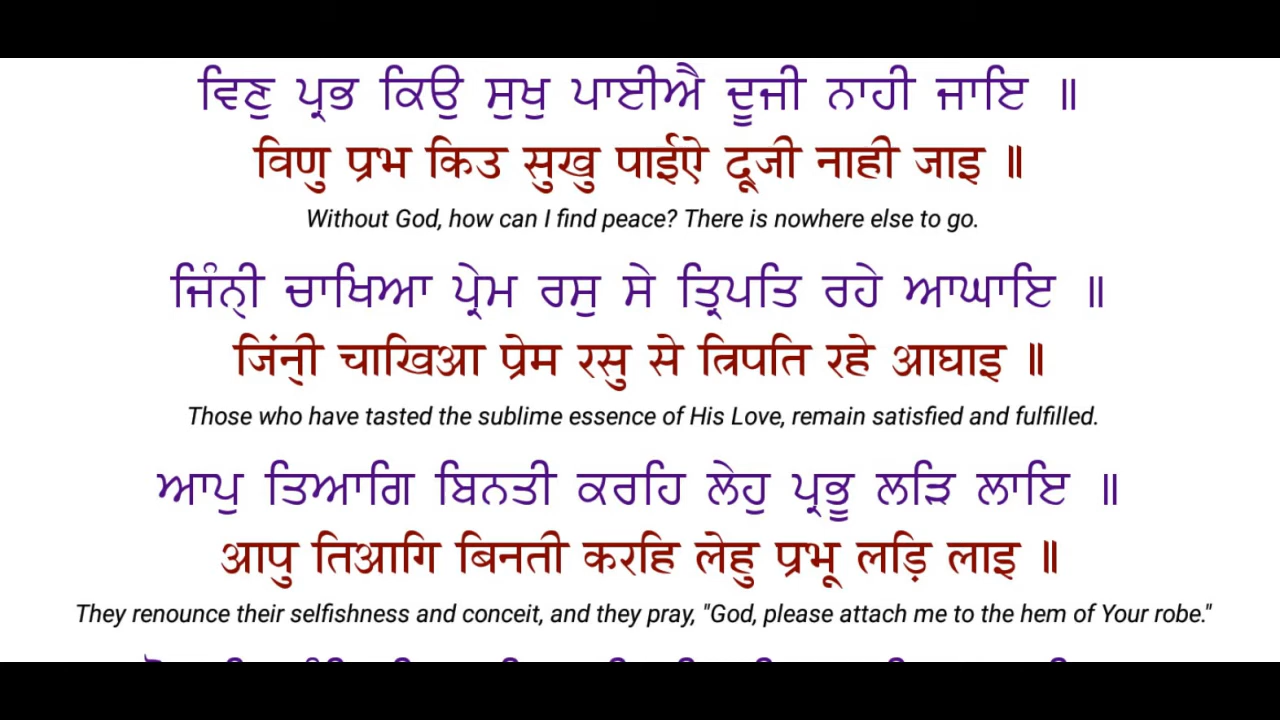 ਵਿਣੁ ਪ੍ਰਭ ਕਿਉ ਸੁਖੁ ਪਾਈਐ ਦੂਜੀ ਨਾਹੀ ਜਾਇ ॥
विणु ध्रभ कित सुखु धाईऐ दूजी नाही जाइ ॥
Without God, how can I find peace? There is nowhere else to go.
ਜਿੰਨੑੀ ਚਾਖਿਆ ਪ੍ਰੇਮ ਰਸੁ ਸੇ ਤ੍ਰਿਪਤਿ ਰਹੇ ਆਘਾਇ ॥
जिंन्ही चाखिआ ध्रेस रसु से त्रिधति रहे आघाइ ॥
Those who have tasted the sublime essence of His Love, remain satisfied and fulfilled.
ਆਪੁ ਤਿਆਗਿ ਬਿਨਤੀ ਕਰਹਿ ਲੇਹੁ ਪ੍ਰਭੂ ਲੜਿ ਲਾਇ ॥
आधु तिआगि बिनती करहि लेहु ध्रभू लड़ि लाइ ॥
They renounce their selfishness and conceit, and they pray, "God, please attach me to the hem of Your robe."